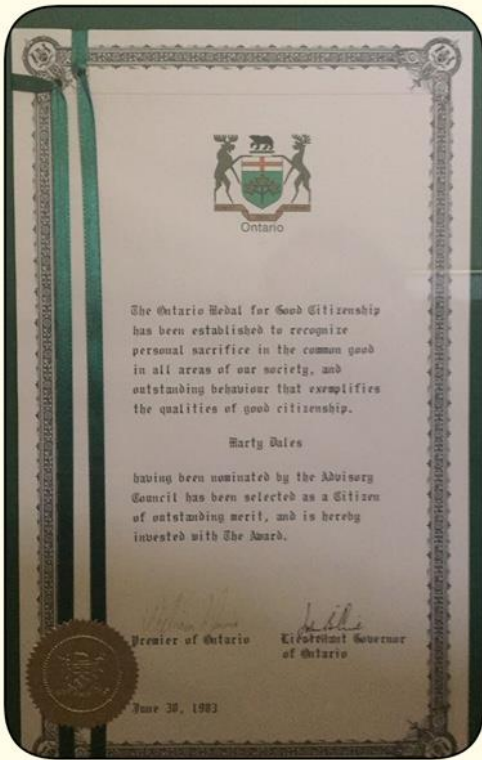 Ontario
The Ontario Medal for Good Citizenship
has been established to recognize
personal sacrifice in the common good
in all areas of our society, and
outstanding behaviour that exemplifies
the qualities of good citizenship.
Marty Dales
having been nominated by the Advisory
Council has been selected as a Citizen
of outstanding merit, and is hereby
invested with The Award.
Premier of Ontario
Lieutenant Governor
of Ontario
June 30, 1983